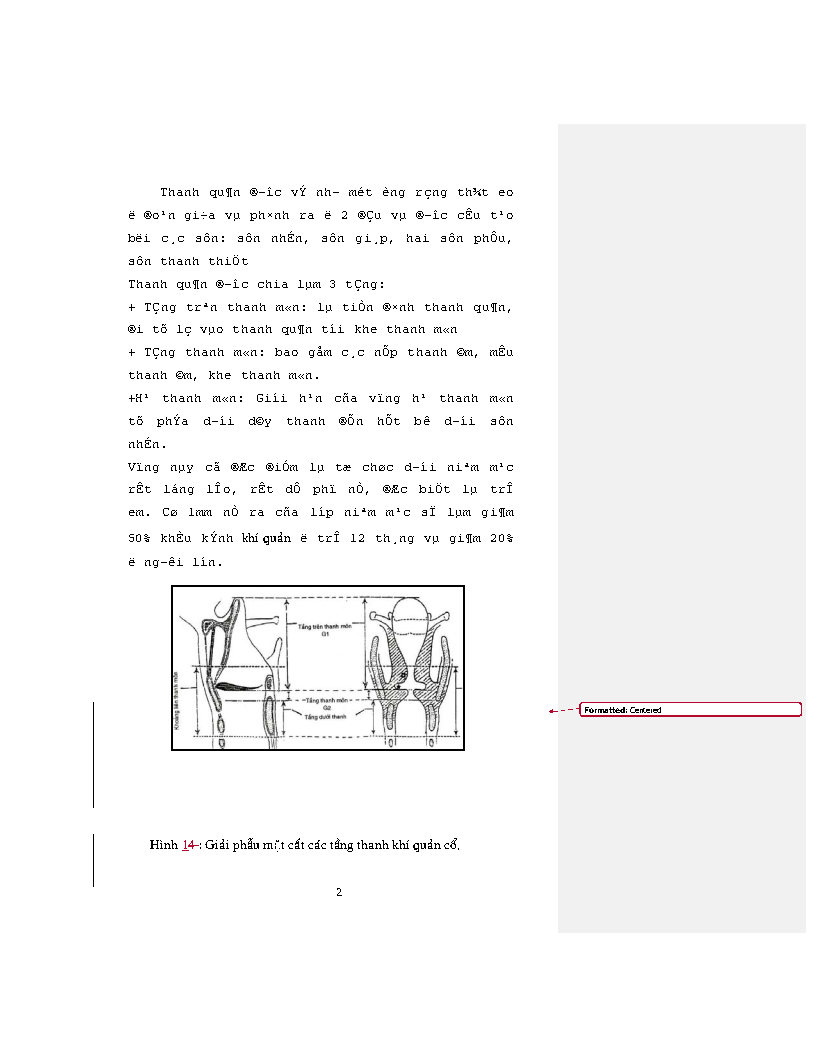 Thanh qu¶n ®­îc vÝ nh­ mét èng rçng th¾t eo
ë ®o¹n gi÷a vµ ph×nh ra ë 2 ®Çu vµ ®­îc cÊu t¹o
bëi c¸c sôn: sôn nhÉn, sôn gi¸p, hai sôn phÔu,
sôn thanh thiÖt
Thanh qu¶n ®­îc chia lµm 3 tÇng:
+ TÇng trªn thanh m«n: lµ tiÒn ®×nh thanh qu¶n,
®i tõ lç vµo thanh qu¶n tíi khe thanh m«n
+ TÇng thanh m«n: bao gåm c¸c nÕp thanh ©m, mÊu
thanh ©m, khe thanh m«n.
+H¹ thanh m«n: Giíi h¹n cña vïng h¹ thanh m«n
tõ phÝa d­íi d©y thanh ®Õn hÕt bê d­íi sôn
nhÉn.
Vïng nµy cã ®Æc ®iÓm lµ tæ chøc d­íi niªm m¹c
rÊt láng lÎo, rÊt dÔ phï nÒ, ®Æc biÖt lµ trÎ
em. Cø 1mm nÒ ra cña líp niªm m¹c sÏ lµm gi¶m
50% khÈu kÝnh khí quản ë trÎ 12 th¸ng vµ gi¶m 20%
ë ng­êi lín.
Tầng trên thanh môn
G1
Khoảng liên thanh môn
Tầng thanh môn
G2
Tầng dưới thanh
Formatted: Centered
Hình 14: Giải phẫu mặt cắt các tầng thanh khí quản cổ.
2